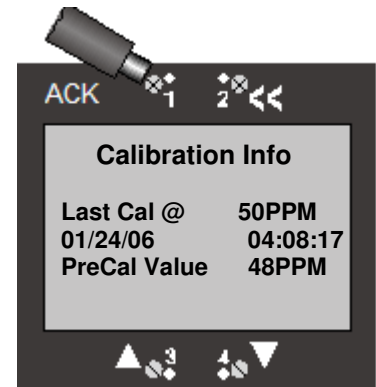 ACK 1 2 <<
Calibration Info
Last Cal @ 50PPM
01/24/06 04:08:17
PreCal Value 48PPM
3 4